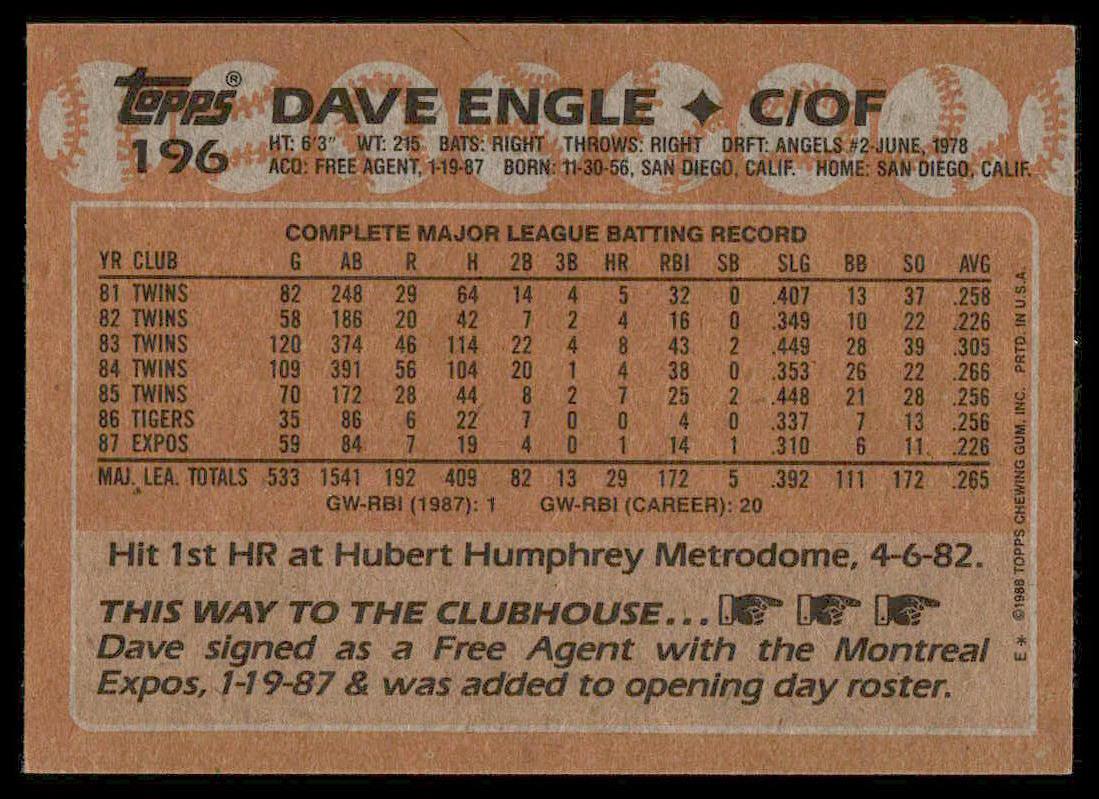 topps® DAVE ENGLE ✦ C/OF
196 HT: 6'3" WT: 215 BATS: RIGHT THROWS: RIGHT DRFT: ANGELS #2-JUNE, 1978
ACQ: FREE AGENT, 1-19-87 BORN: 11-30-56, SAN DIEGO, CALIF. HOME: SAN DIEGO, CALIF.
COMPLETE MAJOR LEAGUE BATTING RECORD
YR CLUB G AB R H 2B 3B HR RBI SB SLG BB SO AVG
81 TWINS 82 248 29 64 14 4 5 32 0 .407 13 37 .258
82 TWINS 58 186 20 42 7 2 4 16 0 .349 10 22 .226
83 TWINS 120 374 46 114 22 4 8 43 2 .449 28 39 .305
84 TWINS 109 391 56 104 20 1 4 38 0 .353 26 22 .266
85 TWINS 70 172 28 44 8 2 7 25 2 .448 21 28 .256
86 TIGERS 35 86 6 22 7 0 0 4 0 .337 7 13 .256
87 EXPOS 59 84 7 19 4 0 1 14 1 .310 6 11 .226
MAJ. LEA. TOTALS 533 1541 192 409 82 13 29 172 5 .392 111 172 .265
GW-RBI (1987): 1 GW-RBI (CAREER): 20
Hit 1st HR at Hubert Humphrey Metrodome, 4-6-82.
THIS WAY TO THE CLUBHOUSE...
Dave signed as a Free Agent with the Montreal
Expos, 1-19-87 & was added to opening day roster.
E * ©1988 TOPPS CHEWING GUM, INC. PRTD. IN U.S.A.